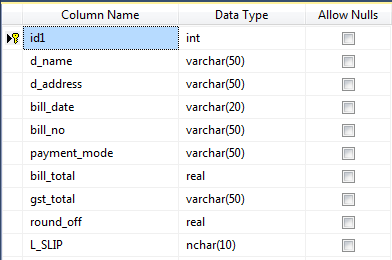 Column Name Data Type Allow Nulls
id1 int
d_name varchar(50)
d_address varchar(50)
bill_date varchar(20)
bill_no varchar(50)
payment_mode varchar(50)
bill_total real
gst_total varchar(50)
round_off real
L_SLIP nchar(10)